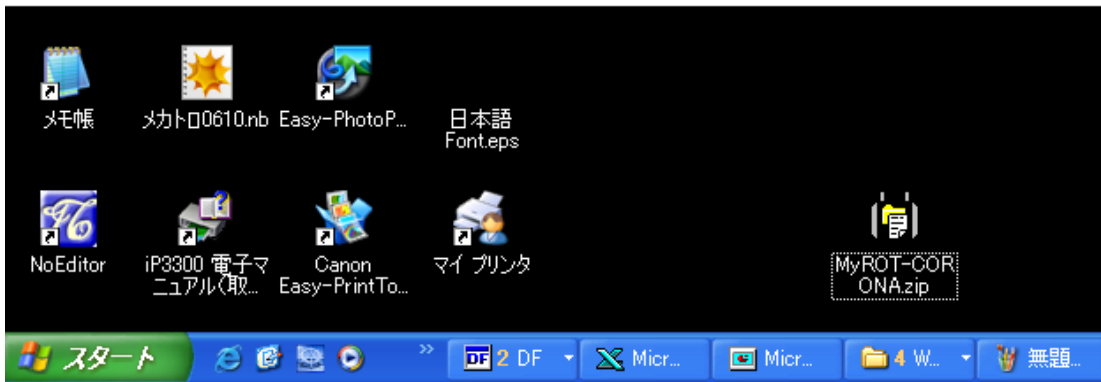 メモ帳
メカトロ0610.nb
Easy-PhotoP...
日本語
Font.eps
NoEditor
iP3300 電子マ
ニュアル(取...
Canon
Easy-PrintTo...
マイ プリンタ
MyROT-COR
ONA.zip
スタート
»
DF 2 DF
Micr...
Micr...
4 W...
無題...